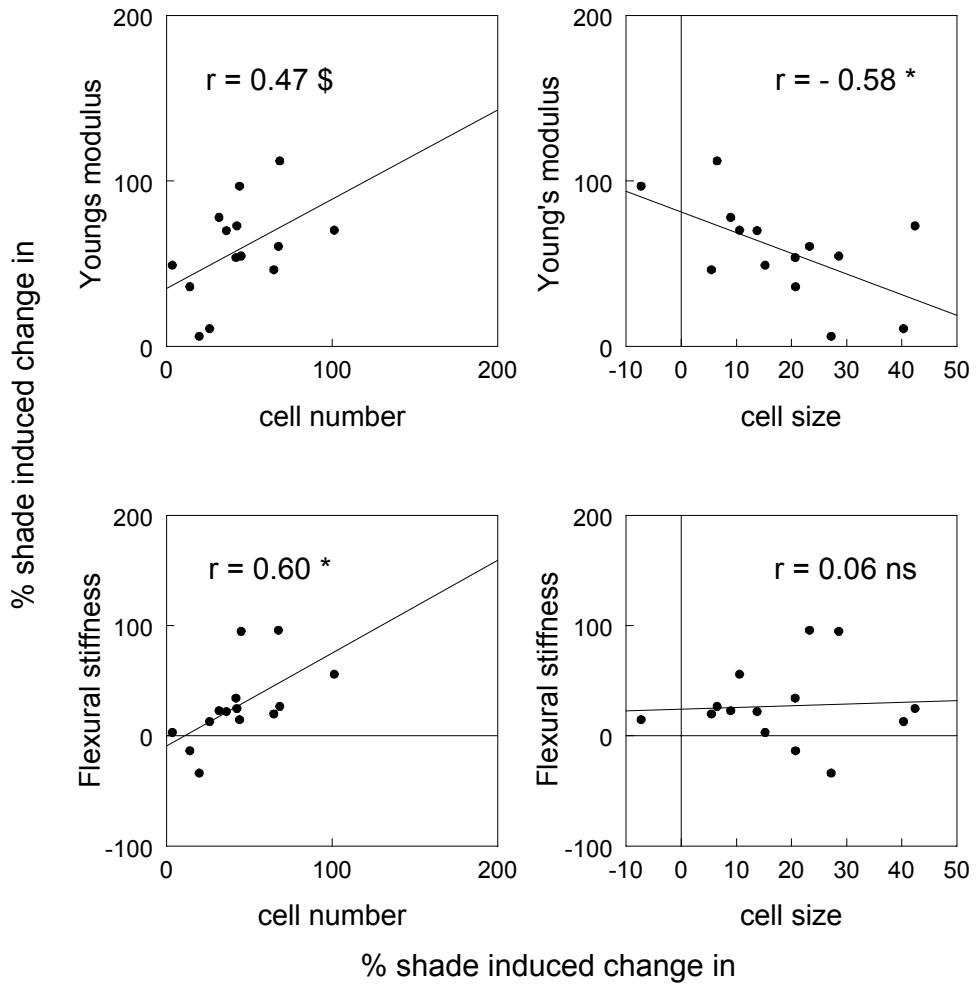 % shade induced change in
Youngs modulus
200
100
0
r = 0.47 $
0
100
200
cell number
Young's modulus
200
100
0
r = - 0.58 *
-10
0
10
20
30
40
50
cell size
Flexural stiffness
200
100
0
-100
r = 0.60 *
0
100
200
cell number
Flexural stiffness
200
100
0
-100
r = 0.06 ns
-10
0
10
20
30
40
50
cell size
% shade induced change in